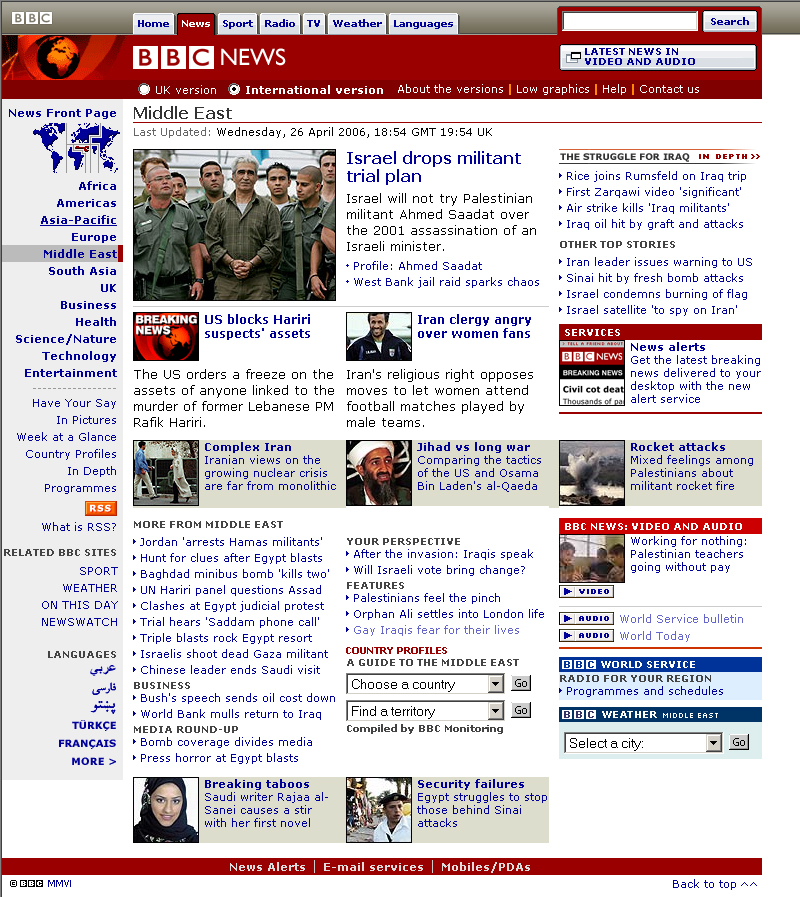 BBC
Home
News
Sport
Radio
TV
Weather
Languages
Search
BBC NEWS
LATEST NEWS IN
VIDEO AND AUDIO
UK version
International version
About the versions | Low graphics | Help | Contact us
News Front Page
Africa
Americas
Asia-Pacific
Europe
Middle East
South Asia
UK
Business
Health
Science/Nature
Technology
Entertainment
Have Your Say
In Pictures
Week at a Glance
Country Profiles
In Depth
Programmes
RSS
What is RSS?
RELATED BBC SITES
SPORT
WEATHER
ON THIS DAY
NEWSWATCH
LANGUAGES
عربي
فارسی
پښتو
TÜRKÇE
FRANÇAIS
MORE >
Middle East
Last Updated: Wednesday, 26 April 2006, 18:54 GMT 19:54 UK
Israel drops militant
trial plan
Israel will not try Palestinian
militant Ahmed Saadat over
the 2001 assassination of an
Israeli minister.
Profile: Ahmed Saadat
West Bank jail raid sparks chaos
BREAKING
NEWS
US blocks Hariri
suspects' assets
The US orders a freeze on the
assets of anyone linked to the
murder of former Lebanese PM
Rafik Hariri.
Iran clergy angry
over women fans
Iran's religious right opposes
moves to let women attend
football matches played by
male teams.
Complex Iran
Iranian views on the
growing nuclear crisis
are far from monolithic
Jihad vs long war
Comparing the tactics
of the US and Osama
Bin Laden's al-Qaeda
Rocket attacks
Mixed feelings among
Palestinians about
militant rocket fire
MORE FROM MIDDLE EAST
Jordan 'arrests Hamas militants'
Hunt for clues after Egypt blasts
Baghdad minibus bomb 'kills two'
UN Hariri panel questions Assad
Clashes at Egypt judicial protest
Trial hears 'Saddam phone call'
Triple blasts rock Egypt resort
Israelis shoot dead Gaza militant
Chinese leader ends Saudi visit
BUSINESS
Bush's speech sends oil cost down
World Bank mulls return to Iraq
MEDIA ROUND-UP
Bomb coverage divides media
Press horror at Egypt blasts
YOUR PERSPECTIVE
After the invasion: Iraqis speak
Will Israeli vote bring change?
FEATURES
Palestinians feel the pinch
Orphan Ali settles into London life
Gay Iraqis fear for their lives
COUNTRY PROFILES
A GUIDE TO THE MIDDLE EAST
Choose a country
Go
Find a territory
Go
Compiled by BBC Monitoring
Breaking taboos
Saudi writer Rajaa al-
Sanei causes a stir
with her first novel
Security failures
Egypt struggles to stop
those behind Sinai
attacks
THE STRUGGLE FOR IRAQ IN DEPTH >>
Rice joins Rumsfeld on Iraq trip
First Zarqawi video 'significant'
Air strike kills 'Iraq militants'
Iraq oil hit by graft and attacks
OTHER TOP STORIES
Iran leader issues warning to US
Sinai hit by fresh bomb attacks
Israel condemns burning of flag
Israel satellite 'to spy on Iran'
SERVICES
TELL A FRIEND ABOUT
BBC NEWS
BREAKING NEWS
Civil cot deat
Thousands of pa
News alerts
Get the latest breaking
news delivered to your
desktop with the new
alert service
BBC NEWS: VIDEO AND AUDIO
Working for nothing:
Palestinian teachers
going without pay
VIDEO
AUDIO World Service bulletin
AUDIO World Today
BBC WORLD SERVICE
RADIO FOR YOUR REGION
Programmes and schedules
BBC WEATHER MIDDLE EAST
Select a city:
Go
News Alerts | E-mail services | Mobiles/PDAs
© BBC MMVI
Back to top ^^